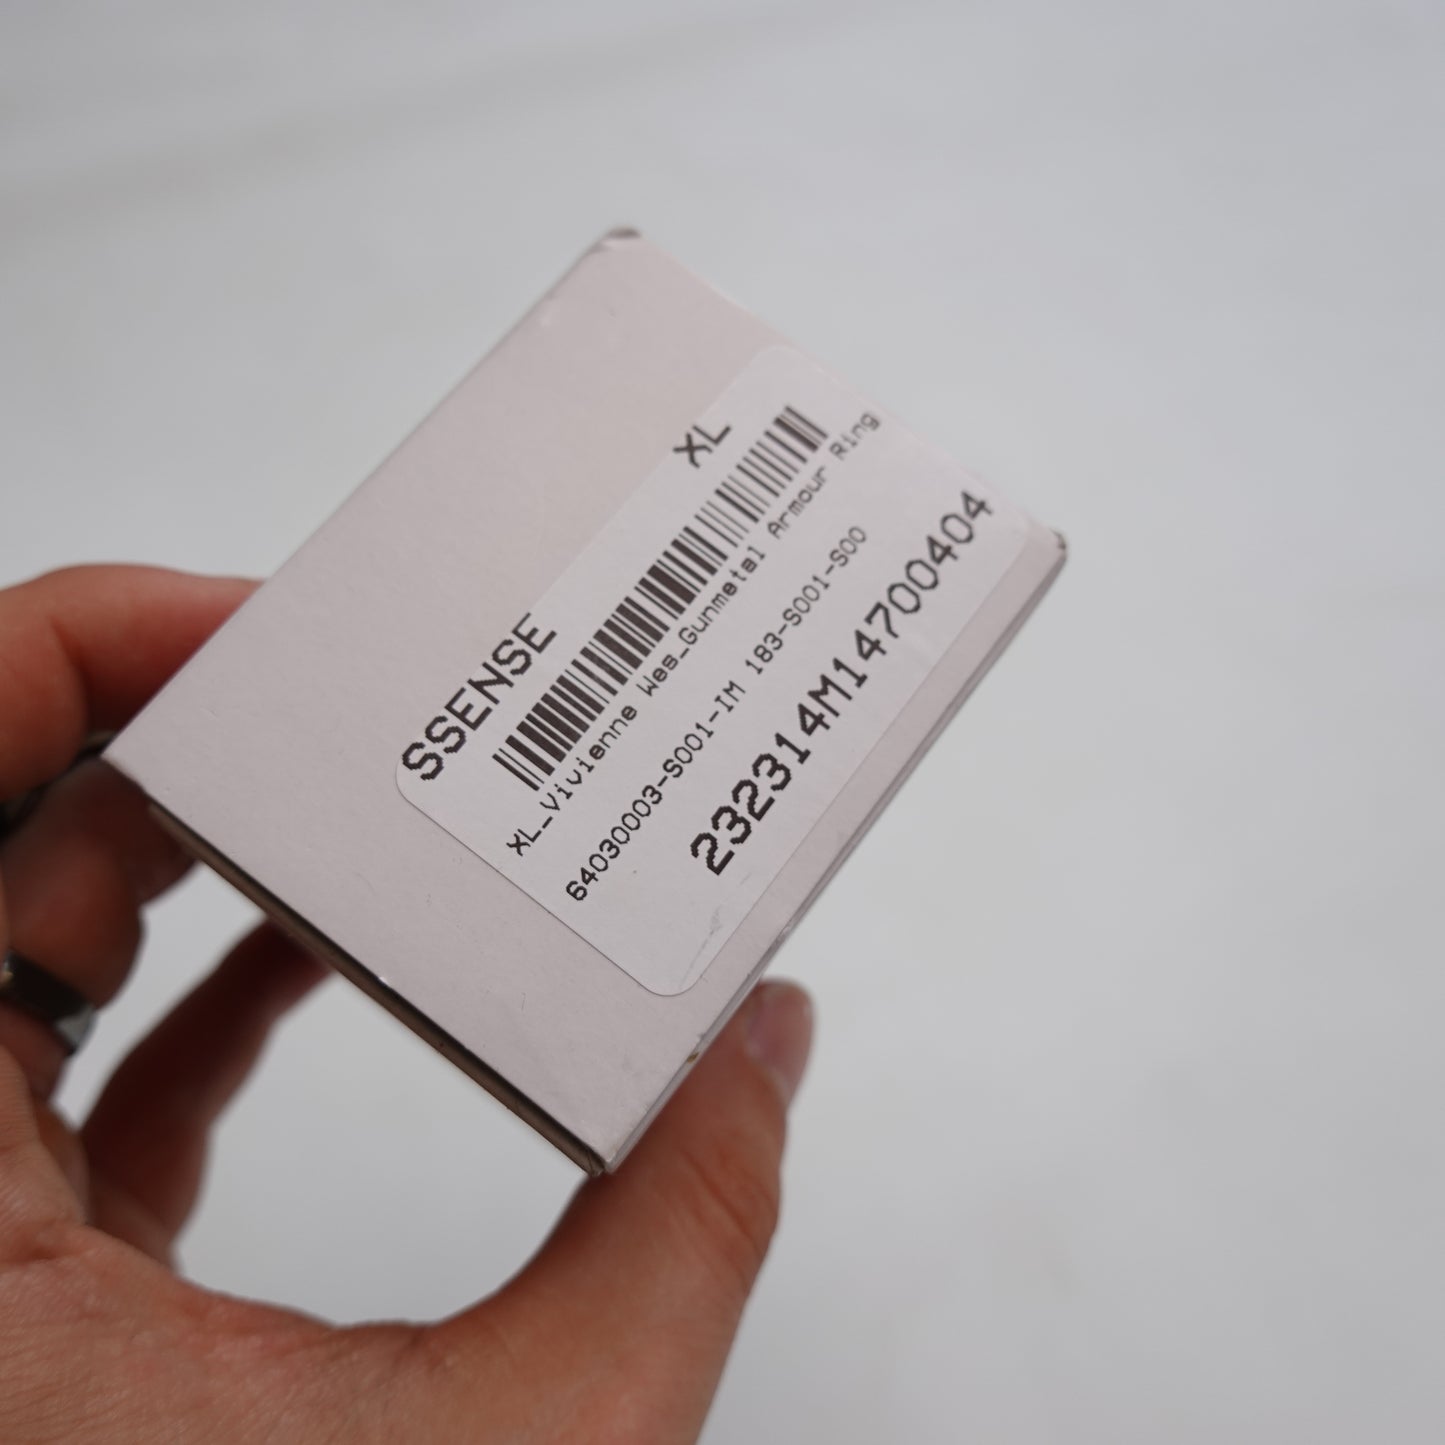 SSENSE XL
XL_Vivienne Wes_Gunmetal Armour Ring
64030003-S001-IM 183-S001-S00
232314M14700404